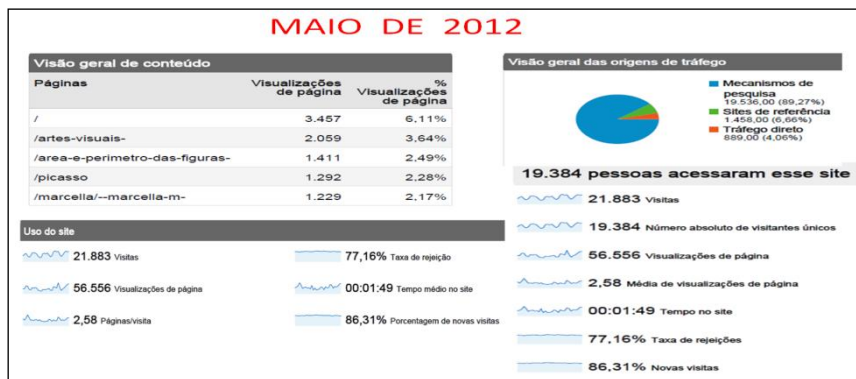 MAIO DE 2012
Visão geral de conteúdo
Páginas Visualizações de página % Visualizações de página
/ 3.457 6,11%
/artes-visuais- 2.059 3,64%
/area-e-perimetro-das-figuras- 1.411 2,49%
/picasso 1.292 2,28%
/marcella/--marcella-m- 1.229 2,17%
Uso do site
21.883 Visitas 77,16% Taxa de rejeição
56.556 Visualizações de página 00:01:49 Tempo médio no site
2,58 Páginas/visita 86,31% Porcentagem de novas visitas
Visão geral das origens de tráfego
Mecanismos de
pesquisa
19.536,00 (89,27%)
Sites de referência
1.458,00 (6,66%)
Tráfego direto
889,00 (4,06%)
19.384 pessoas acessaram esse site
21.883 Visitas
19.384 Número absoluto de visitantes únicos
56.556 Visualizações de página
2,58 Média de visualizações de página
00:01:49 Tempo no site
77,16% Taxa de rejeições
86,31% Novas visitas